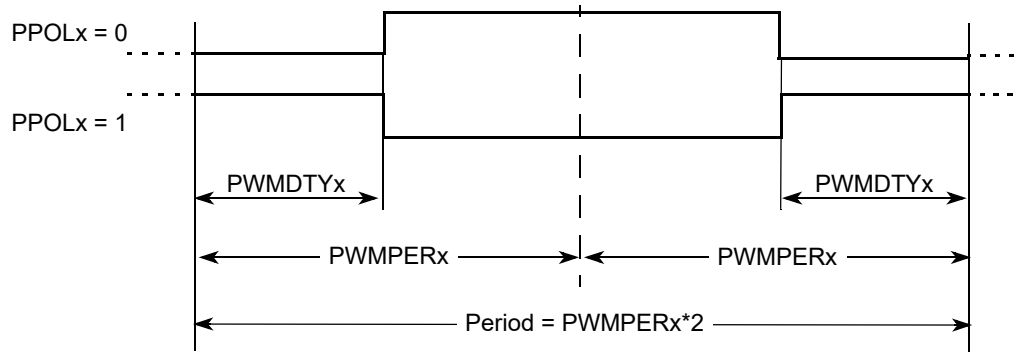 PPOLx = 0
PPOLx = 1
PWMDTYx
PWMDTYx
PWMPERx
PWMPERx
Period = PWMPERx*2